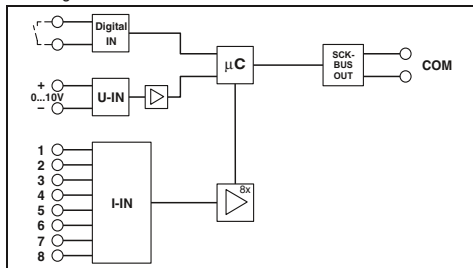 Digital
IN
+
0...10V
−
U-IN
µC
SCK-
BUS
OUT
COM
1
2
3
4
5
6
7
8
I-IN
8x